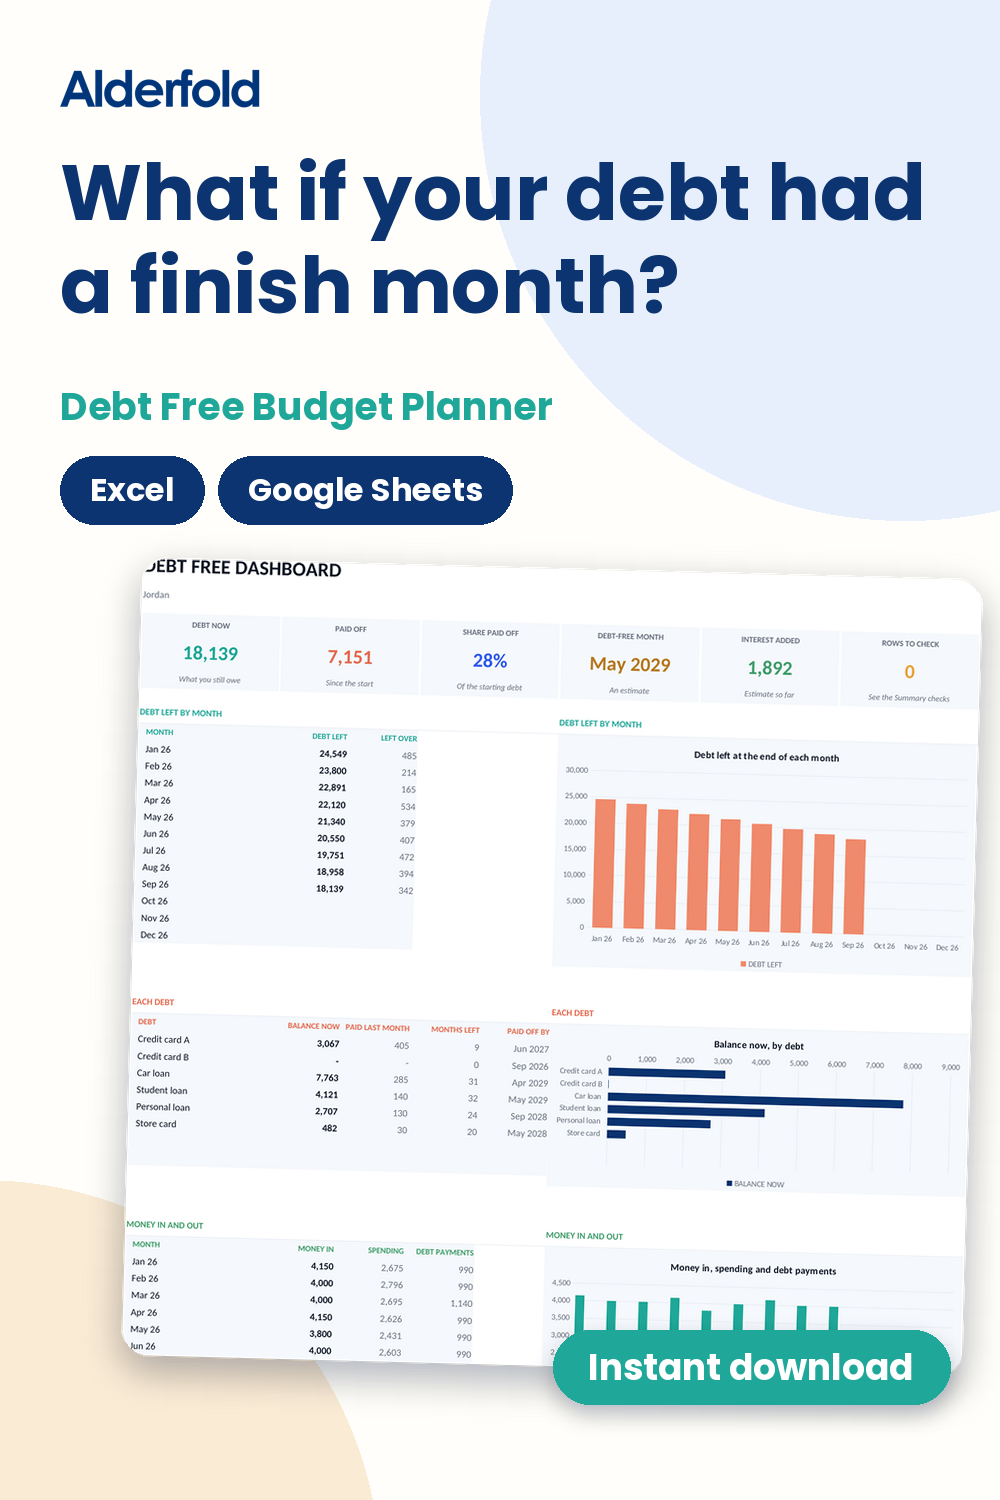 Alderfold
What if your debt had
a finish month?
Debt Free Budget Planner
Excel Google Sheets
DEBT FREE DASHBOARD
Jordan
DEBT NOW PAID OFF SHARE PAID OFF DEBT-FREE MONTH INTEREST ADDED ROWS TO CHECK
18,139 7,151 28% May 2029 1,892 0
What you still owe Since the start Of the starting debt An estimate Estimate so far See the Summary checks
DEBT LEFT BY MONTH
MONTH DEBT LEFT LEFT OVER
Jan 26 24,549 485
Feb 26 23,800 214
Mar 26 22,891 165
Apr 26 22,120 534
May 26 21,340 379
Jun 26 20,550 407
Jul 26 19,751 472
Aug 26 18,958 394
Sep 26 18,139 342
Oct 26
Nov 26
Dec 26
DEBT LEFT BY MONTH
Debt left at the end of each month
30,000
25,000
20,000
15,000
10,000
5,000
0
Jan 26 Feb 26 Mar 26 Apr 26 May 26 Jun 26 Jul 26 Aug 26 Sep 26 Oct 26 Nov 26 Dec 26
DEBT LEFT
EACH DEBT
DEBT BALANCE NOW PAID LAST MONTH MONTHS LEFT PAID OFF BY
Credit card A 3,067 405 9 Jun 2027
Credit card B - - 0 Sep 2026
Car loan 7,763 285 31 Apr 2029
Student loan 4,121 140 32 May 2029
Personal loan 2,707 130 24 Sep 2028
Store card 482 30 20 May 2028
EACH DEBT
Balance now, by debt
0 1,000 2,000 3,000 4,000 5,000 6,000 7,000 8,000 9,000
Credit card A
Credit card B
Car loan
Student loan
Personal loan
Store card
BALANCE NOW
MONEY IN AND OUT
MONTH MONEY IN SPENDING DEBT PAYMENTS
Jan 26 4,150 2,675 990
Feb 26 4,000 2,796 990
Mar 26 4,000 2,695 1,140
Apr 26 4,150 2,626 990
May 26 3,800 2,431 990
Jun 26 4,000 2,603 990
MONEY IN AND OUT
Money in, spending and debt payments
4,500
4,000
3,500
3,000
Instant download